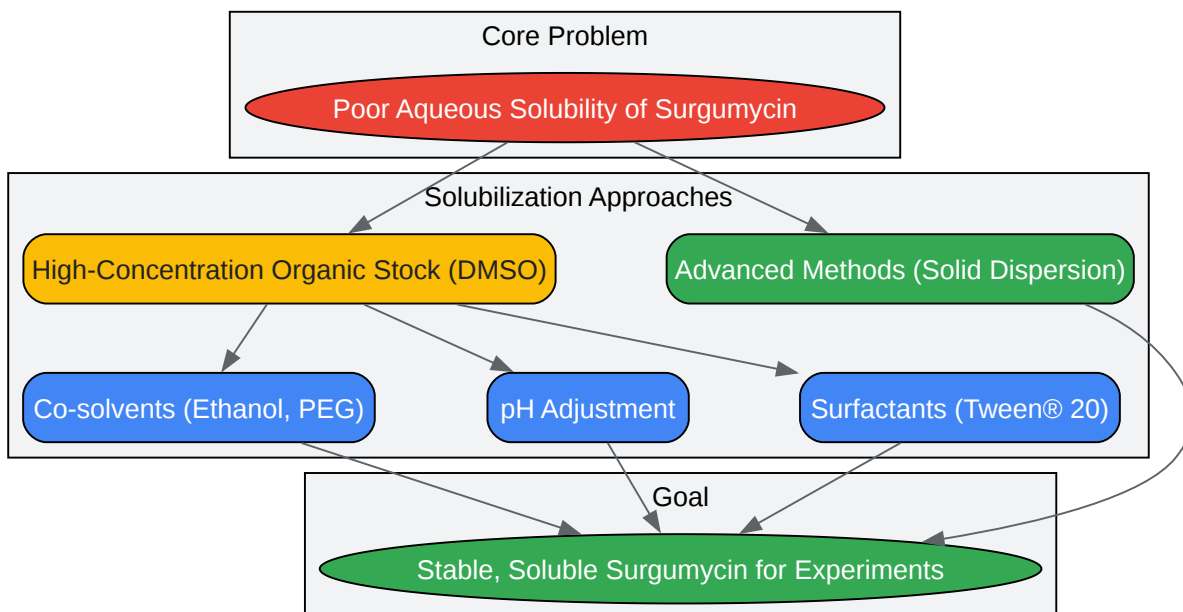 Core Problem
Poor Aqueous Solubility of Surgumycin
Solubilization Approaches
High-Concentration Organic Stock (DMSO)
Advanced Methods (Solid Dispersion)
Co-solvents (Ethanol, PEG)
pH Adjustment
Surfactants (Tween® 20)
Goal
Stable, Soluble Surgumycin for Experiments